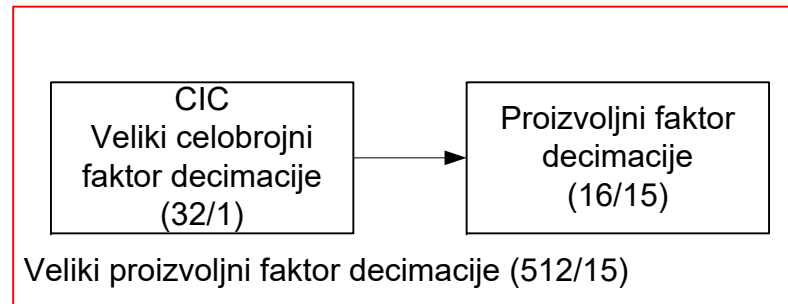 CIC
Veliki celobrojni
faktor decimacije
(32/1)
Proizvoljni faktor
decimacije
(16/15)
Veliki proizvoljni faktor decimacije (512/15)